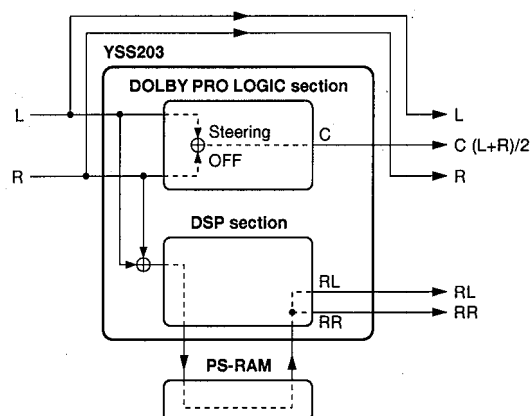 YSS203
DOLBY PRO LOGIC section
L
Steering
C
L
C (L+R)/2
OFF
R
R
DSP section
RL
RL
RR
RR
PS-RAM